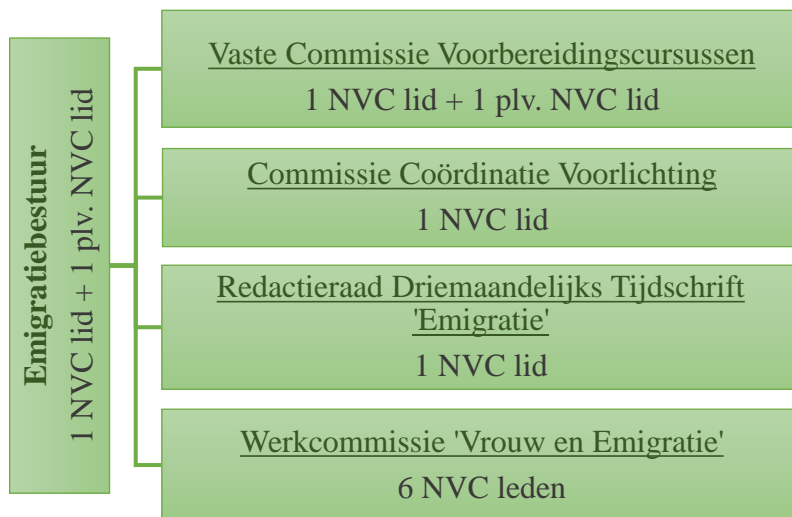 Emigratiebestuur
1 NVC lid + 1 plv. NVC lid
Vaste Commissie Voorbereidingscursussen
1 NVC lid + 1 plv. NVC lid
Commissie Coördinatie Voorlichting
1 NVC lid
Redactieraad Driemaandelijks Tijdschrift
'Emigratie'
1 NVC lid
Werkcommissie 'Vrouw en Emigratie'
6 NVC leden